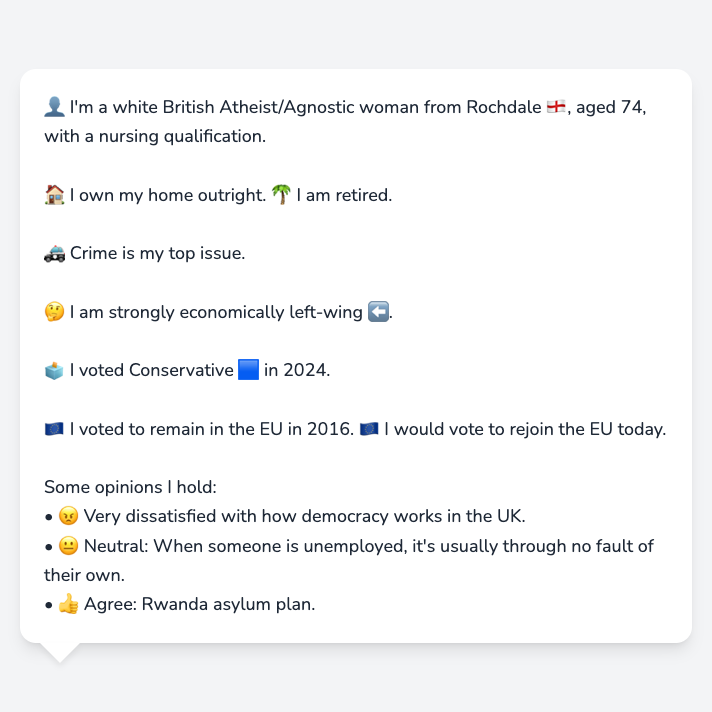 👤 I'm a white British Atheist/Agnostic woman from Rochdale 🏴󠁧󠁢󠁥󠁮󠁧󠁿, aged 74,
with a nursing qualification.
🏠 I own my home outright. 🌴 I am retired.
🚓 Crime is my top issue.
🤔 I am strongly economically left-wing ⬅️.
🗳️ I voted Conservative 🟦 in 2024.
🇪🇺 I voted to remain in the EU in 2016. 🇪🇺 I would vote to rejoin the EU today.
Some opinions I hold:
• 😠 Very dissatisfied with how democracy works in the UK.
• 😐 Neutral: When someone is unemployed, it's usually through no fault of
their own.
• 👍 Agree: Rwanda asylum plan.